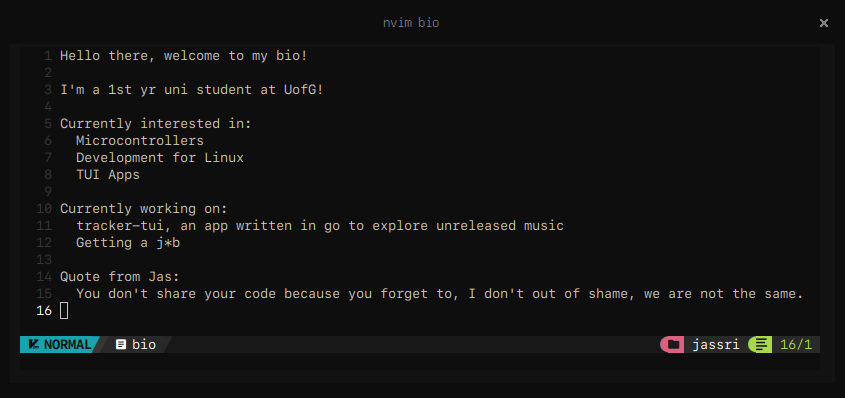 nvim bio
1 Hello there, welcome to my bio!
2
3 I'm a 1st yr uni student at UofG!
4
5 Currently interested in:
6 Microcontrollers
7 Development for Linux
8 TUI Apps
9
10 Currently working on:
11 tracker-tui, an app written in go to explore unreleased music
12 Getting a j*b
13
14 Quote from Jas:
15 You don't share your code because you forget to, I don't out of shame, we are not the same.
16
NORMAL bio jassri 16/1